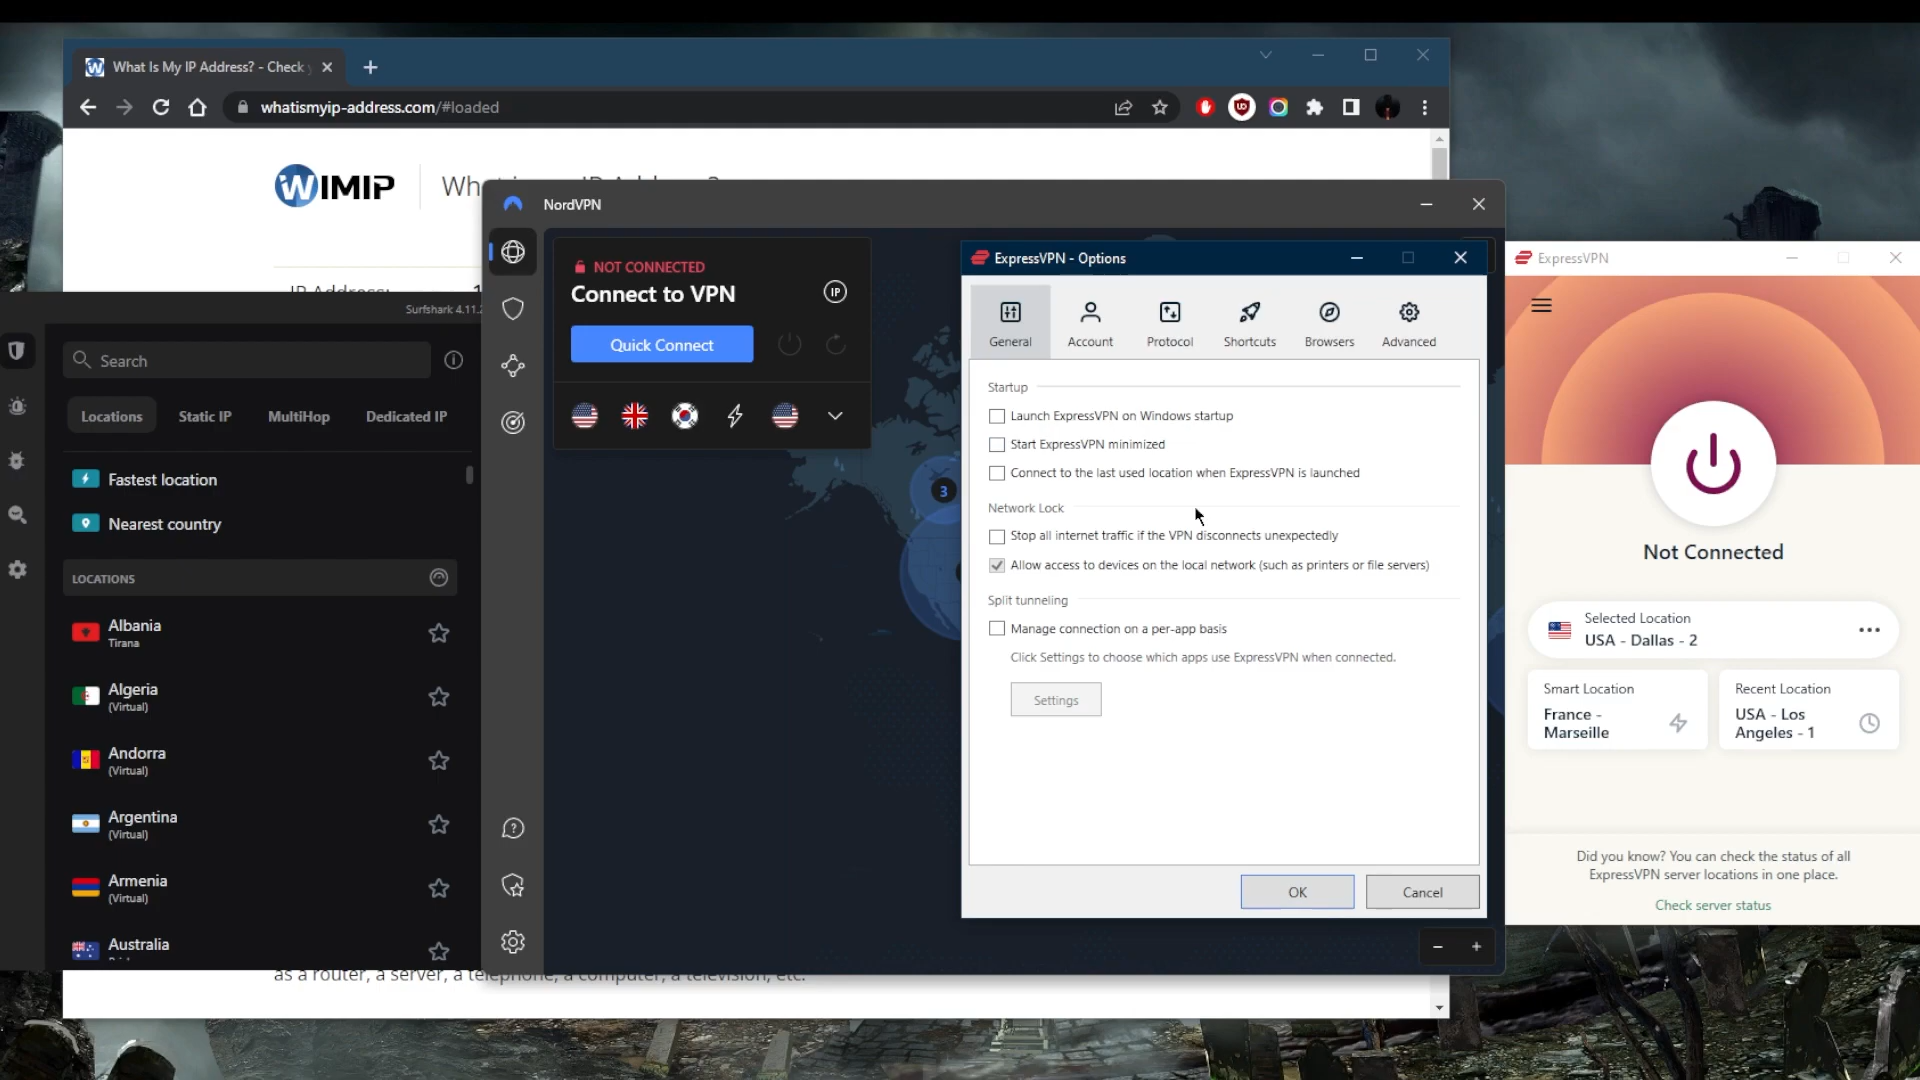 What Is My IP Address? - Check
whatismyip-address.com/#loaded
WIMIP
Surfshark 4.11.
Search
Locations Static IP MultiHop Dedicated IP
Fastest location
Nearest country
LOCATIONS
Albania
Tirana
Algeria
(Virtual)
Andorra
(Virtual)
Argentina
(Virtual)
Armenia
(Virtual)
Australia
as a router, a server, a telephone, a computer, a television, etc.
NordVPN
NOT CONNECTED
Connect to VPN
IP
Quick Connect
3
ExpressVPN - Options
General Account Protocol Shortcuts Browsers Advanced
Startup
Launch ExpressVPN on Windows startup
Start ExpressVPN minimized
Connect to the last used location when ExpressVPN is launched
Network Lock
Stop all internet traffic if the VPN disconnects unexpectedly
Allow access to devices on the local network (such as printers or file servers)
Split tunneling
Manage connection on a per-app basis
Click Settings to choose which apps use ExpressVPN when connected.
Settings
OK Cancel
ExpressVPN
Not Connected
Selected Location
USA - Dallas - 2
Smart Location
France -
Marseille
Recent Location
USA - Los
Angeles - 1
Did you know? You can check the status of all
ExpressVPN server locations in one place.
Check server status